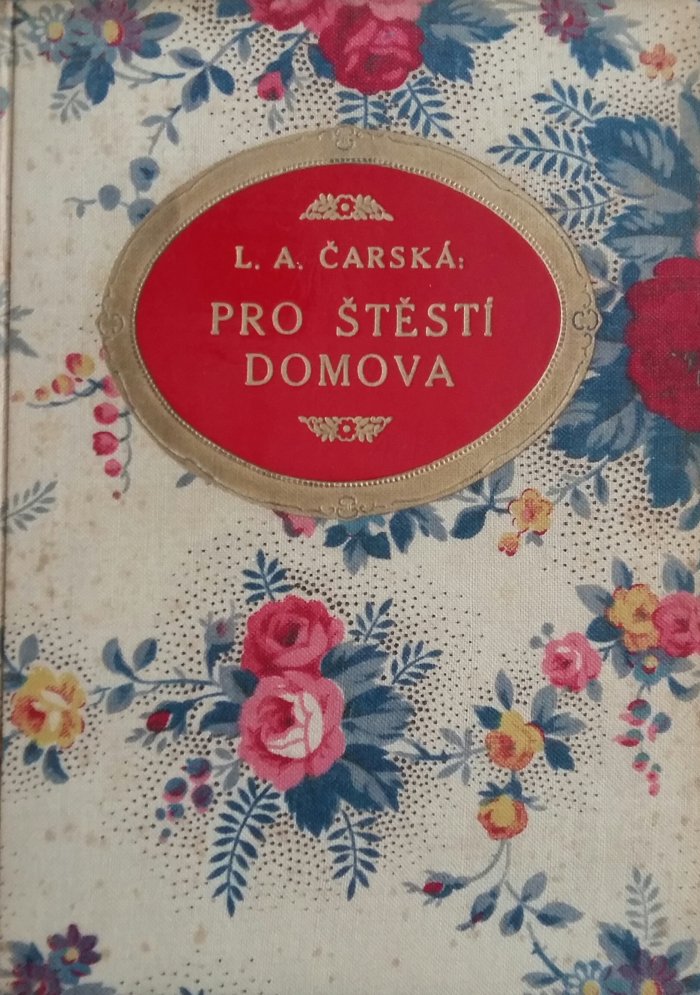 L. A. ČARSKÁ:
PRO ŠTĚSTÍ
DOMOVA